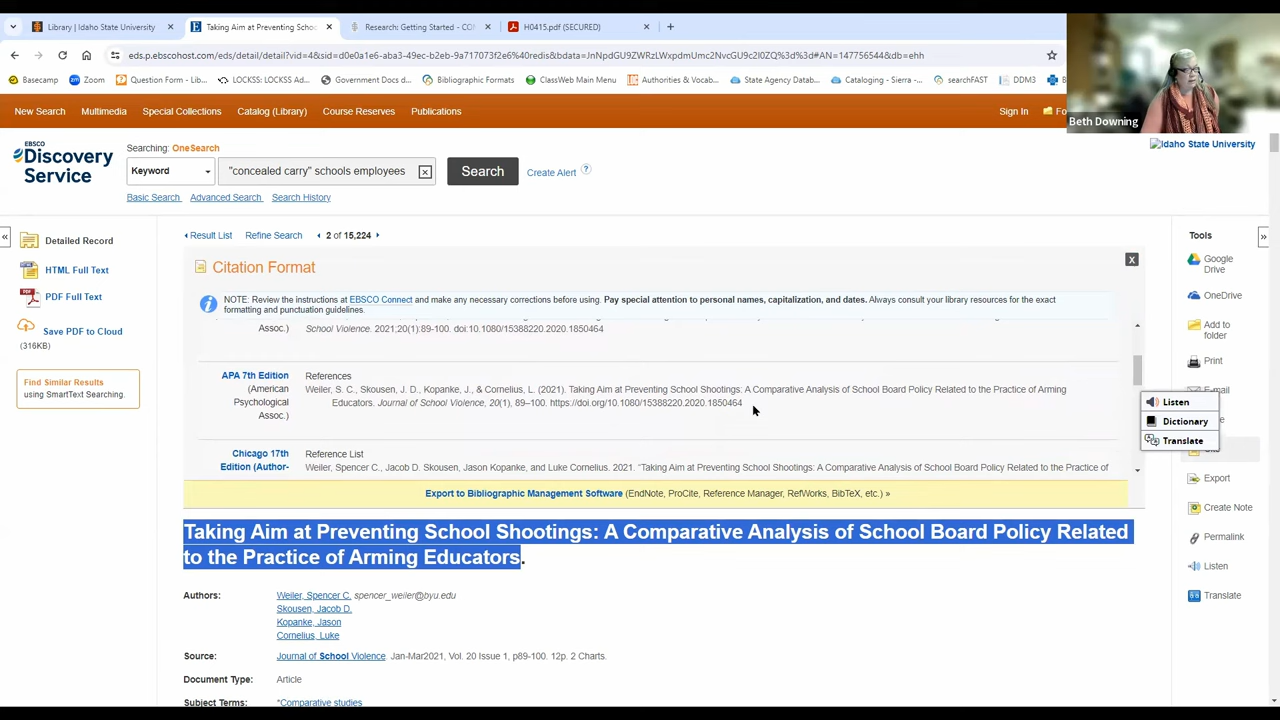 Library | Idaho State University
Taking Aim at Preventing Scho
Research: Getting Started - CO
H0415.pdf (SECURED)
eds.p.ebscohost.com/eds/detail/detail?vid=4&sid=d0e0a1e6-aba3-49ec-b2eb-9a717073f2e6%40redis&bdata=JnNpdGU9ZWRzLWxpdmUmc2NvcGU9c2l0ZQ%3d%3d#AN=147756544&db=ehh
Basecamp
Zoom
Question Form - Lib...
LOCKSS: LOCKSS Ad...
Government Docs d...
Bibliographic Formats
ClassWeb Main Menu
Authorities & Vocab...
State Agency Datab...
Cataloging - Sierra -...
searchFAST
DDM3
Beth Downing
New Search
Multimedia
Special Collections
Catalog (Library)
Course Reserves
Publications
Sign In
Fo
EBSCO
Discovery
Service
Searching: OneSearch
Keyword
"concealed carry" schools employees
Search
Create Alert
Basic Search
Advanced Search
Search History
Idaho State University
Detailed Record
HTML Full Text
PDF Full Text
Save PDF to Cloud
(316KB)
Find Similar Results
using SmartText Searching.
Result List
Refine Search
2 of 15,224
Citation Format
NOTE: Review the instructions at EBSCO Connect and make any necessary corrections before using. Pay special attention to personal names, capitalization, and dates. Always consult your library resources for the exact
formatting and punctuation guidelines.
Assoc.)
School Violence. 2021;20(1):89-100. doi:10.1080/15388220.2020.1850464
APA 7th Edition
(American
Psychological
Assoc.)
References
Weiler, S. C., Skousen, J. D., Kopanke, J., & Cornelius, L. (2021). Taking Aim at Preventing School Shootings: A Comparative Analysis of School Board Policy Related to the Practice of Arming
Educators. Journal of School Violence, 20(1), 89–100. https://doi.org/10.1080/15388220.2020.1850464
Chicago 17th
Edition (Author-
Reference List
Weiler, Spencer C., Jacob D. Skousen, Jason Kopanke, and Luke Cornelius. 2021. "Taking Aim at Preventing School Shootings: A Comparative Analysis of School Board Policy Related to the Practice of
Export to Bibliographic Management Software (EndNote, ProCite, Reference Manager, RefWorks, BibTeX, etc.) »
Taking Aim at Preventing School Shootings: A Comparative Analysis of School Board Policy Related
to the Practice of Arming Educators.
Authors:
Weiler, Spencer C. spencer_weiler@byu.edu
Skousen, Jacob D.
Kopanke, Jason
Cornelius, Luke
Source:
Journal of School Violence. Jan-Mar2021, Vol. 20 Issue 1, p89-100. 12p. 2 Charts.
Document Type:
Article
Subject Terms:
*Comparative studies
Tools
Google
Drive
OneDrive
Add to
folder
Print
E-mail
Listen
Dictionary
Translate
Export
Create Note
Permalink
Listen
Translate